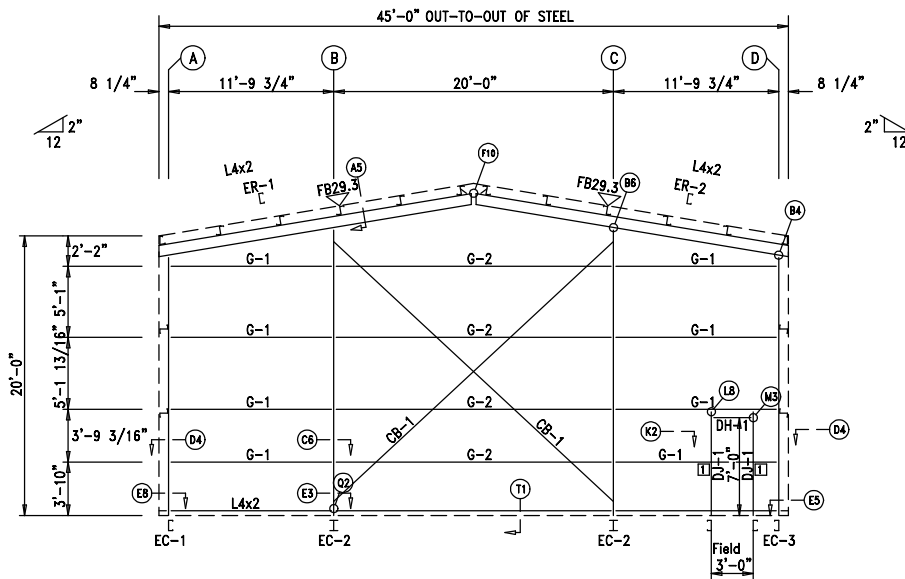 45'-0" OUT-TO-OUT OF STEEL
A
B
C
D
8 1/4"
11'-9 3/4"
20'-0"
11'-9 3/4"
8 1/4"
2"
12
2"
12
L4x2
ER-1
FB29.3
A5
F10
FB29.3
B6
L4x2
ER-2
B4
2'-2"
G-1
G-2
G-1
5'-1"
G-1
G-2
G-1
20'-0"
5'-1 13/16"
G-1
G-2
G-1
L8
M3
DH-1
3'-9 3/16"
D4
C6
CB-1
CB-1
K2
D4
G-1
G-2
G-1
1
DJ-1
7'-0"
DJ-1
1
3'-10"
E8
E3
Q2
T1
E5
L4x2
EC-1
EC-2
EC-2
EC-3
Field
3'-0"